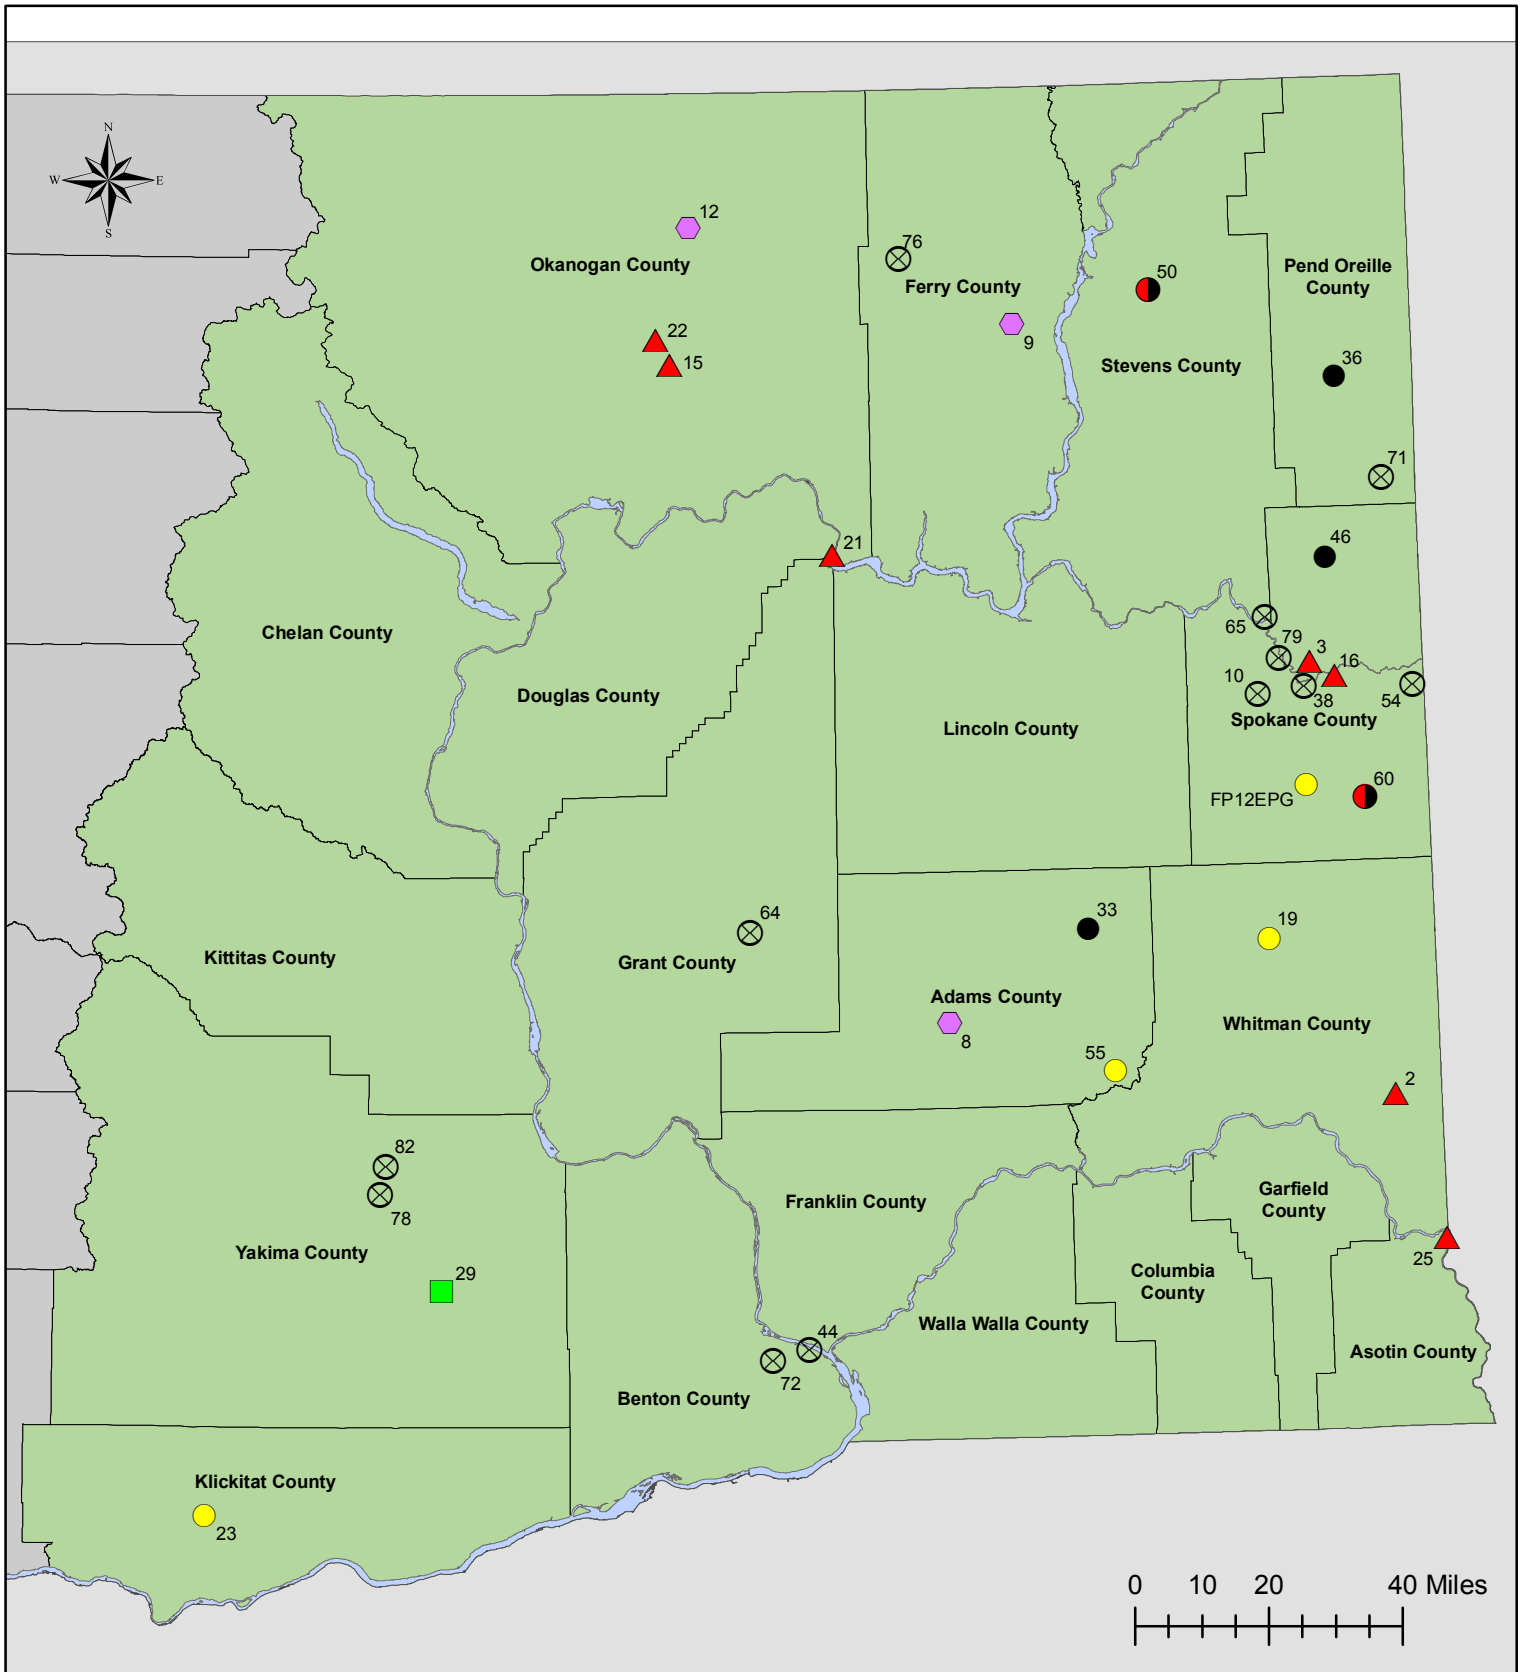 N
W
E
S
12
76
Okanogan County
Ferry County
50
Pend Oreille
County
9
22
15
Stevens County
36
71
21
46
65
79
3
16
Chelan County
10
38
54
Douglas County
Spokane County
Lincoln County
FP12EPG
60
64
33
19
Kittitas County
Grant County
Adams County
8
Whitman County
55
2
82
78
Franklin County
Garfield
County
Yakima County
25
29
Columbia
County
44
Walla Walla County
72
Asotin County
Benton County
Klickitat County
23
0 10 20 40 Miles